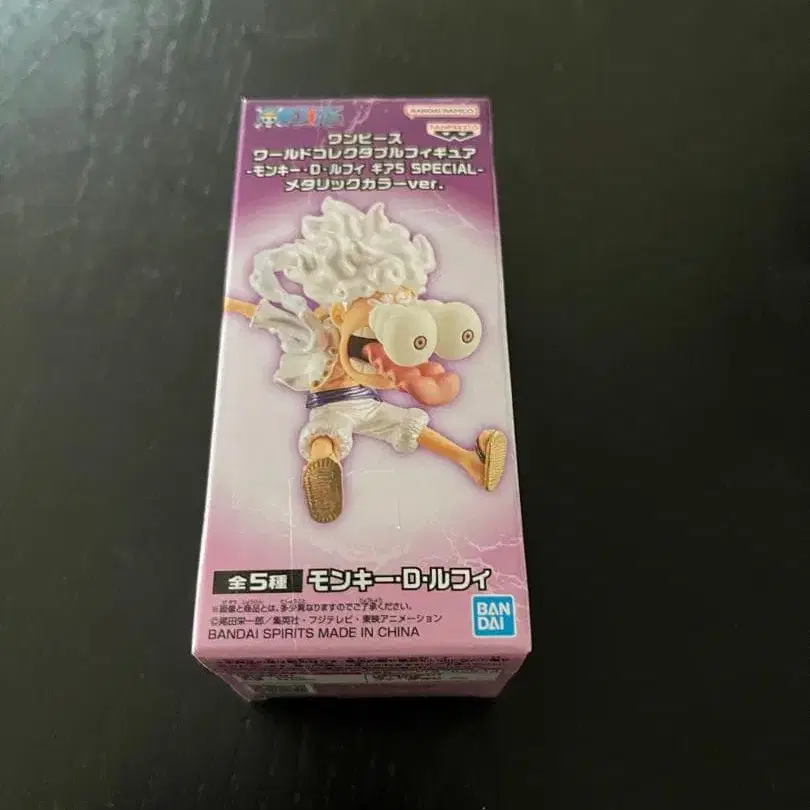 ONE PIECE
BANDAI NAMCO
BANPRESTO
ワンピース
ワールドコレクタブルフィギュア
-モンキー・D・ルフィ ギア5 SPECIAL-
メタリックカラーver.
全5種 モンキー・D・ルフィ
※画像と商品とは、多少異なりますのでご了承ください。
©尾田栄一郎／集英社・フジテレビ・東映アニメーション
BANDAI SPIRITS MADE IN CHINA
BAN
DAI